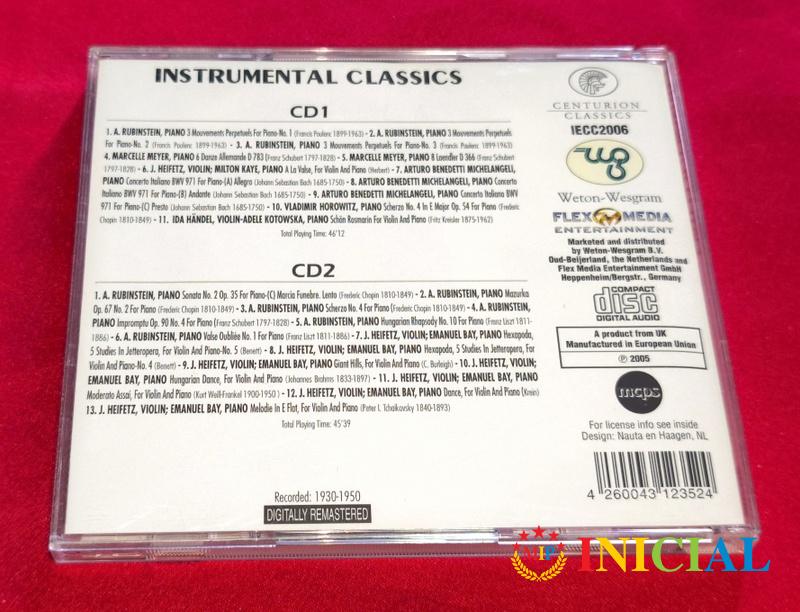 INSTRUMENTAL CLASSICS
CD1
1. A. RUBINSTEIN, PIANO 3 Mouvements Perpetuels For Piano-No. 1 (Francis Poulenc 1899-1963) - 2. A. RUBINSTEIN, PIANO 3 Mouvements Perpetuels
For Piano-No. 2 (Francis Poulenc 1899-1963) - 3. A. RUBINSTEIN, PIANO 3 Mouvements Perpetuels For Piano-No. 3 (Francis Poulenc 1899-1963)
4. MARCELLE MEYER, PIANO 6 Danza Allemande D 783 (Franz Schubert 1797-1828) - 5. MARCELLE MEYER, PIANO 8 Laendler D 366 (Franz Schubert
1797-1828) - 6. J. HEIFETZ, VIOLIN; MILTON KAYE, PIANO A La Valse, For Violin And Piano (Herbert) - 7. ARTURO BENEDETTI MICHELANGELI,
PIANO Concerto Italiano BWV 971 For Piano-(A) Allegro (Johann Sebastian Bach 1685-1750) - 8. ARTURO BENEDETTI MICHELANGELI, PIANO Concerto
Italiano BWV 971 For Piano-(B) Andante (Johann Sebastian Bach 1685-1750) - 9. ARTURO BENEDETTI MICHELANGELI, PIANO Concerto Italiano BWV
971 For Piano-(C) Presto (Johann Sebastian Bach 1685-1750) - 10. VLADIMIR HOROWITZ, PIANO Scherzo No. 4 In E Major Op. 54 For Piano (Frederic
Chopin 1810-1849) - 11. IDA HÄNDEL, VIOLIN-ADELE KOTOWSKA, PIANO Schön Rosmarin For Violin And Piano (Fritz Kreisler 1875-1962)
Total Playing Time: 46'12
CD2
1. A. RUBINSTEIN, PIANO Sonata No. 2 Op. 35 For Piano-(C) Marcia Funebre. Lento (Frederic Chopin 1810-1849) - 2. A. RUBINSTEIN, PIANO Mazurka
Op. 67 No. 2 For Piano (Frederic Chopin 1810-1849) - 3. A. RUBINSTEIN, PIANO Scherzo No. 4 For Piano (Frederic Chopin 1810-1849) - 4. A. RUBINSTEIN,
PIANO Impromptu Op. 90 No. 4 For Piano (Franz Schubert 1797-1828) - 5. A. RUBINSTEIN, PIANO Hungarian Rhapsody No. 10 For Piano (Franz Liszt 1811-
1886) - 6. A. RUBINSTEIN, PIANO Valse Oubliée No. 1 For Piano (Franz Liszt 1811-1886) - 7. J. HEIFETZ, VIOLIN; EMANUEL BAY, PIANO Hexapoda,
5 Studies In Jetteropera, For Violin And Piano-No. 5 (Benett) - 8. J. HEIFETZ, VIOLIN; EMANUEL BAY, PIANO Hexapoda, 5 Studies In Jetteropera, For
Violin And Piano-No. 4 (Benett) - 9. J. HEIFETZ, VIOLIN; EMANUEL BAY, PIANO Giant Hills, For Violin And Piano (C. Burleigh) - 10. J. HEIFETZ, VIOLIN;
EMANUEL BAY, PIANO Hungarian Dance, For Violin And Piano (Johannes Brahms 1833-1897) - 11. J. HEIFETZ, VIOLIN; EMANUEL BAY, PIANO
Moderato Assai, For Violin And Piano (Kurt Weill-Frankel 1900-1950) - 12. J. HEIFETZ, VIOLIN; EMANUEL BAY, PIANO Dance, For Violin And Piano (Krein)
13. J. HEIFETZ, VIOLIN; EMANUEL BAY, PIANO Melodie In E Flat, For Violin And Piano (Peter I. Tchaikovsky 1840-1893)
Total Playing Time: 45'39
Recorded: 1930-1950
DIGITALLY REMASTERED
CENTURION
CLASSICS
IECC2006
wg
Weton-Wesgram
FLEX MEDIA
ENTERTAINMENT
Marketed and distributed
by Weton-Wesgram B.V.
Oud-Beijerland, the Netherlands and
Flex Media Entertainment GmbH
Heppenheim/Bergstr., Germany
COMPACT
disc
DIGITAL AUDIO
A product from UK
Manufactured in European Union
℗ 2005
mcps
For license info see inside
Design: Nauta en Haagen, NL
4 260043 123524
MIP INICIAL